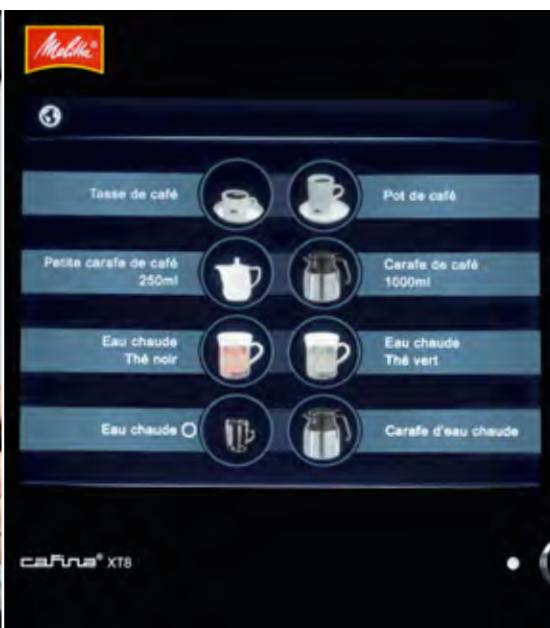 Melitta®
Tasse de café
Pot de café
Petite carafe de café
250ml
Carafe de café
1000ml
Eau chaude
Thé noir
Eau chaude
Thé vert
Eau chaude
Carafe d'eau chaude
cafina® XT8